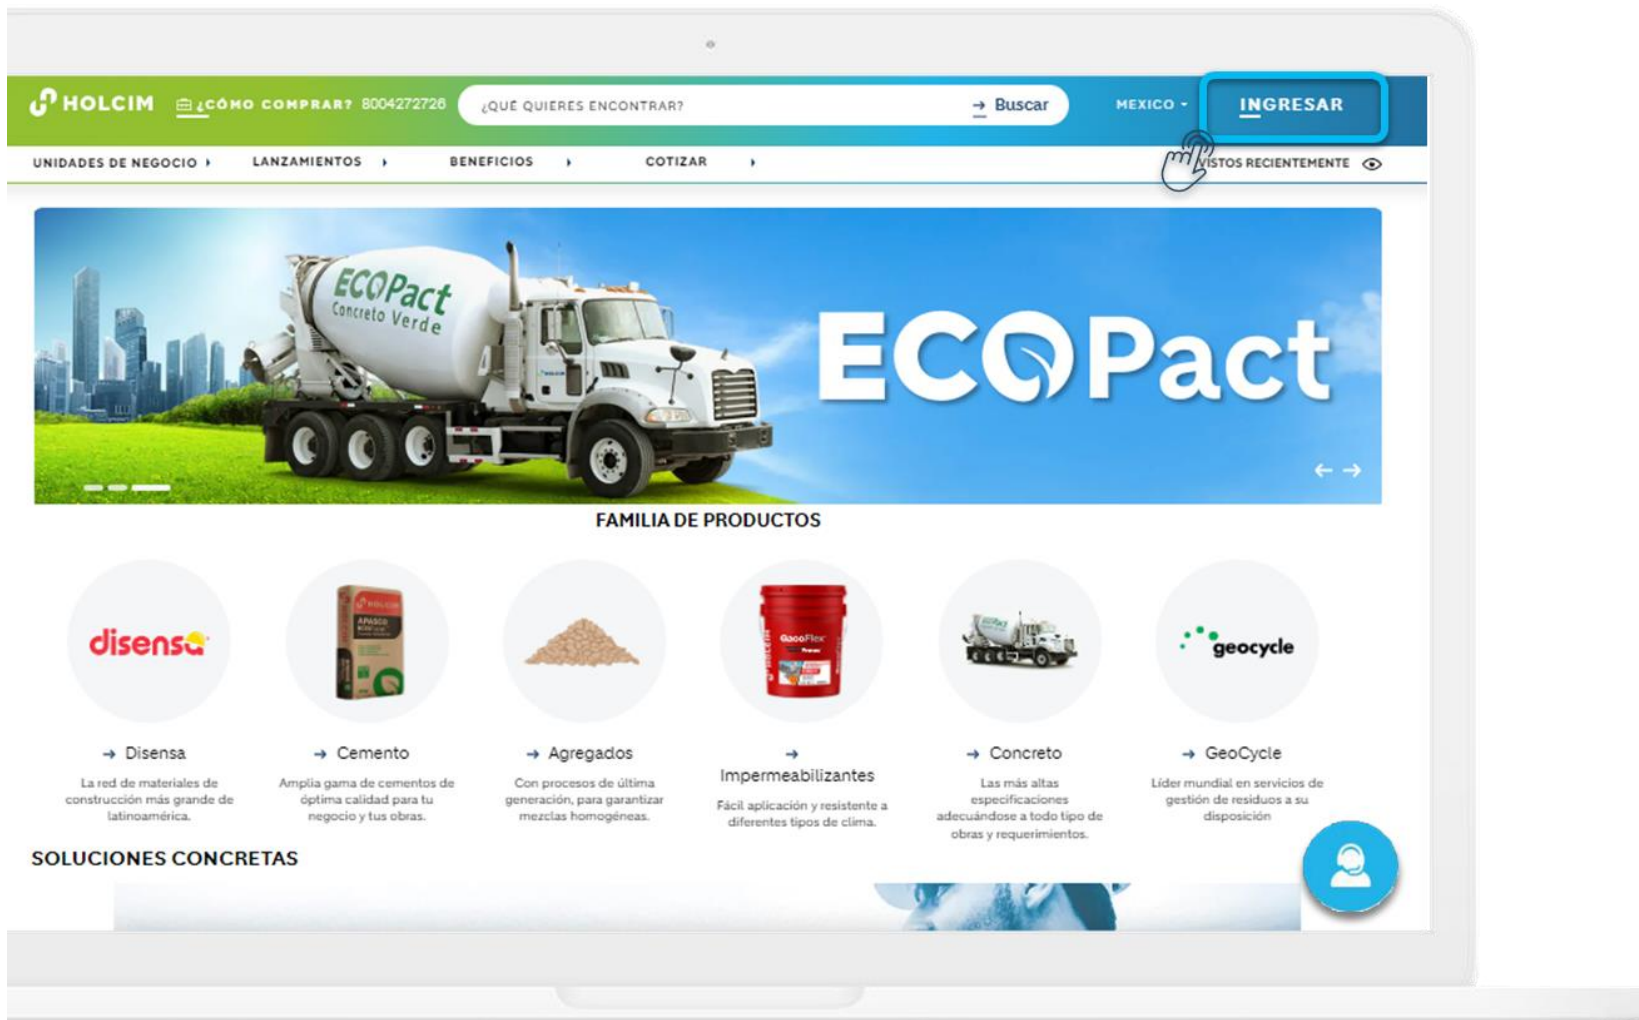 HOLCIM
¿CÓMO COMPRAR? 8004272726
¿QUÉ QUIERES ENCONTRAR?
→ Buscar
MEXICO
INGRESAR
UNIDADES DE NEGOCIO
LANZAMIENTOS
BENEFICIOS
COTIZAR
VISTOS RECIENTEMENTE
ECOPact
Concreto Verde
ECOPact
← →
FAMILIA DE PRODUCTOS
disensa
HOLCIM
APASCO
GacoFlex
HOLCIM
geocycle
→ Disensa
La red de materiales de
construcción más grande de
latinoamérica.
→ Cemento
Amplia gama de cementos de
óptima calidad para tu
negocio y tus obras.
→ Agregados
Con procesos de última
generación, para garantizar
mezclas homogéneas.
→
Impermeabilizantes
Fácil aplicación y resistente a
diferentes tipos de clima.
→ Concreto
Las más altas
especificaciones
adecuándose a todo tipo de
obras y requerimientos.
→ GeoCycle
Líder mundial en servicios de
gestión de residuos a su
disposición
SOLUCIONES CONCRETAS